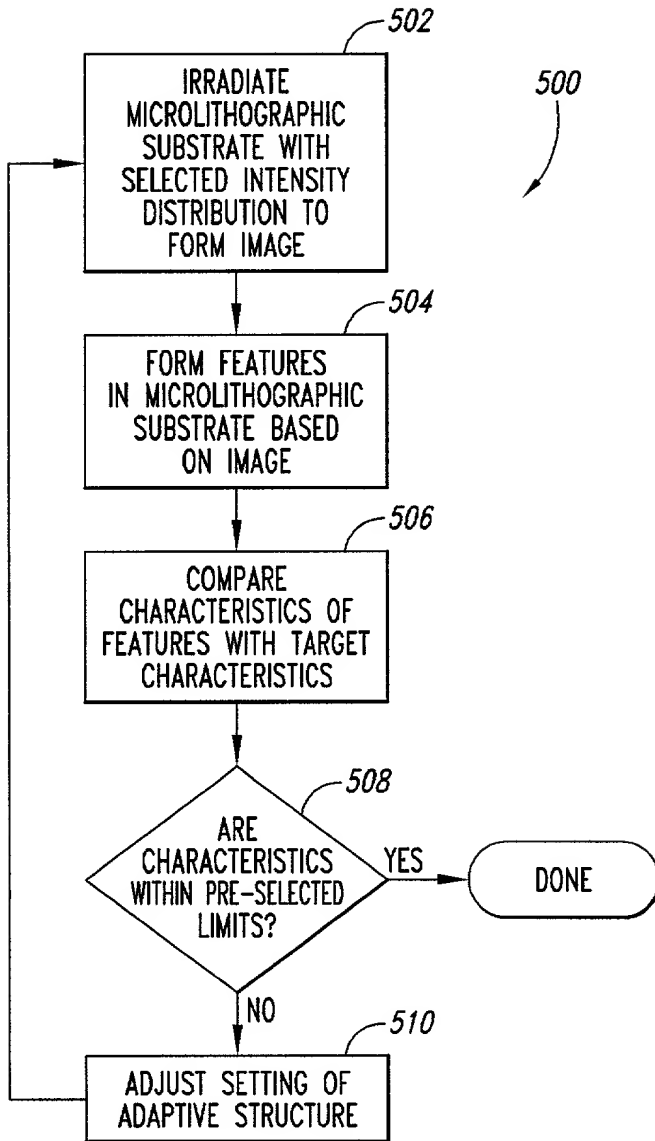 502
IRRADIATE
MICROLITHOGRAPHIC
SUBSTRATE WITH
SELECTED INTENSITY
DISTRIBUTION TO
FORM IMAGE
500
504
FORM FEATURES
IN MICROLITHOGRAPHIC
SUBSTRATE BASED
ON IMAGE
506
COMPARE
CHARACTERISTICS OF
FEATURES WITH TARGET
CHARACTERISTICS
508
ARE
CHARACTERISTICS
WITHIN PRE-SELECTED
LIMITS?
YES
DONE
NO
510
ADJUST SETTING OF
ADAPTIVE STRUCTURE